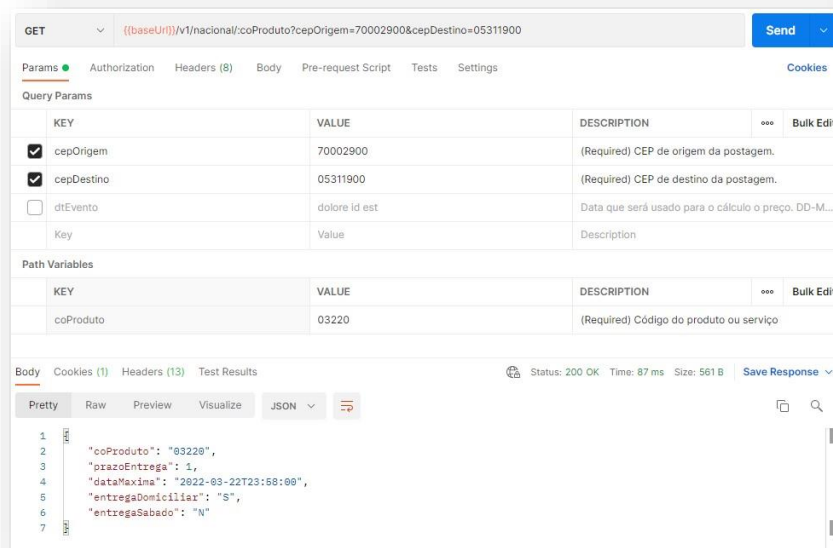 GET {{baseUrl}}/v1/nacional/:coProduto?cepOrigem=70002900&cepDestino=05311900 Send
Params Authorization Headers (8) Body Pre-request Script Tests Settings Cookies
Query Params
KEY VALUE DESCRIPTION ooo Bulk Edit
cepOrigem 70002900 (Required) CEP de origem da postagem.
cepDestino 05311900 (Required) CEP de destino da postagem.
dtEvento dolore id est Data que será usado para o cálculo o preço. DD-M...
Key Value Description
Path Variables
KEY VALUE DESCRIPTION ooo Bulk Edi
coProduto 03220 (Required) Código do produto ou serviço
Body Cookies (1) Headers (13) Test Results Status: 200 OK Time: 87 ms Size: 561 B Save Response
Pretty Raw Preview Visualize JSON
1 {
2 "coProduto": "03220",
3 "prazoEntrega": 1,
4 "dataMaxima": "2022-03-22T23:58:00",
5 "entregaDomiciliar": "S",
6 "entregaSabado": "N"
7 }